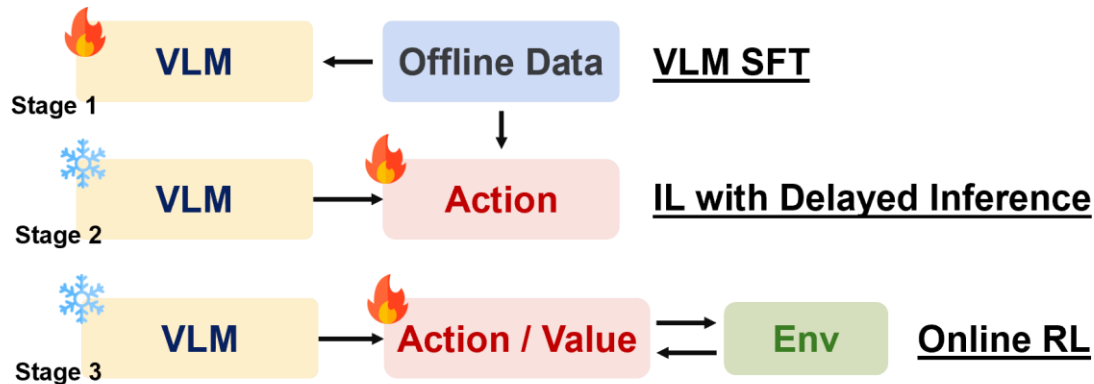 VLM
Offline Data
VLM SFT
Stage 1
VLM
Action
IL with Delayed Inference
Stage 2
VLM
Action / Value
Env
Online RL
Stage 3